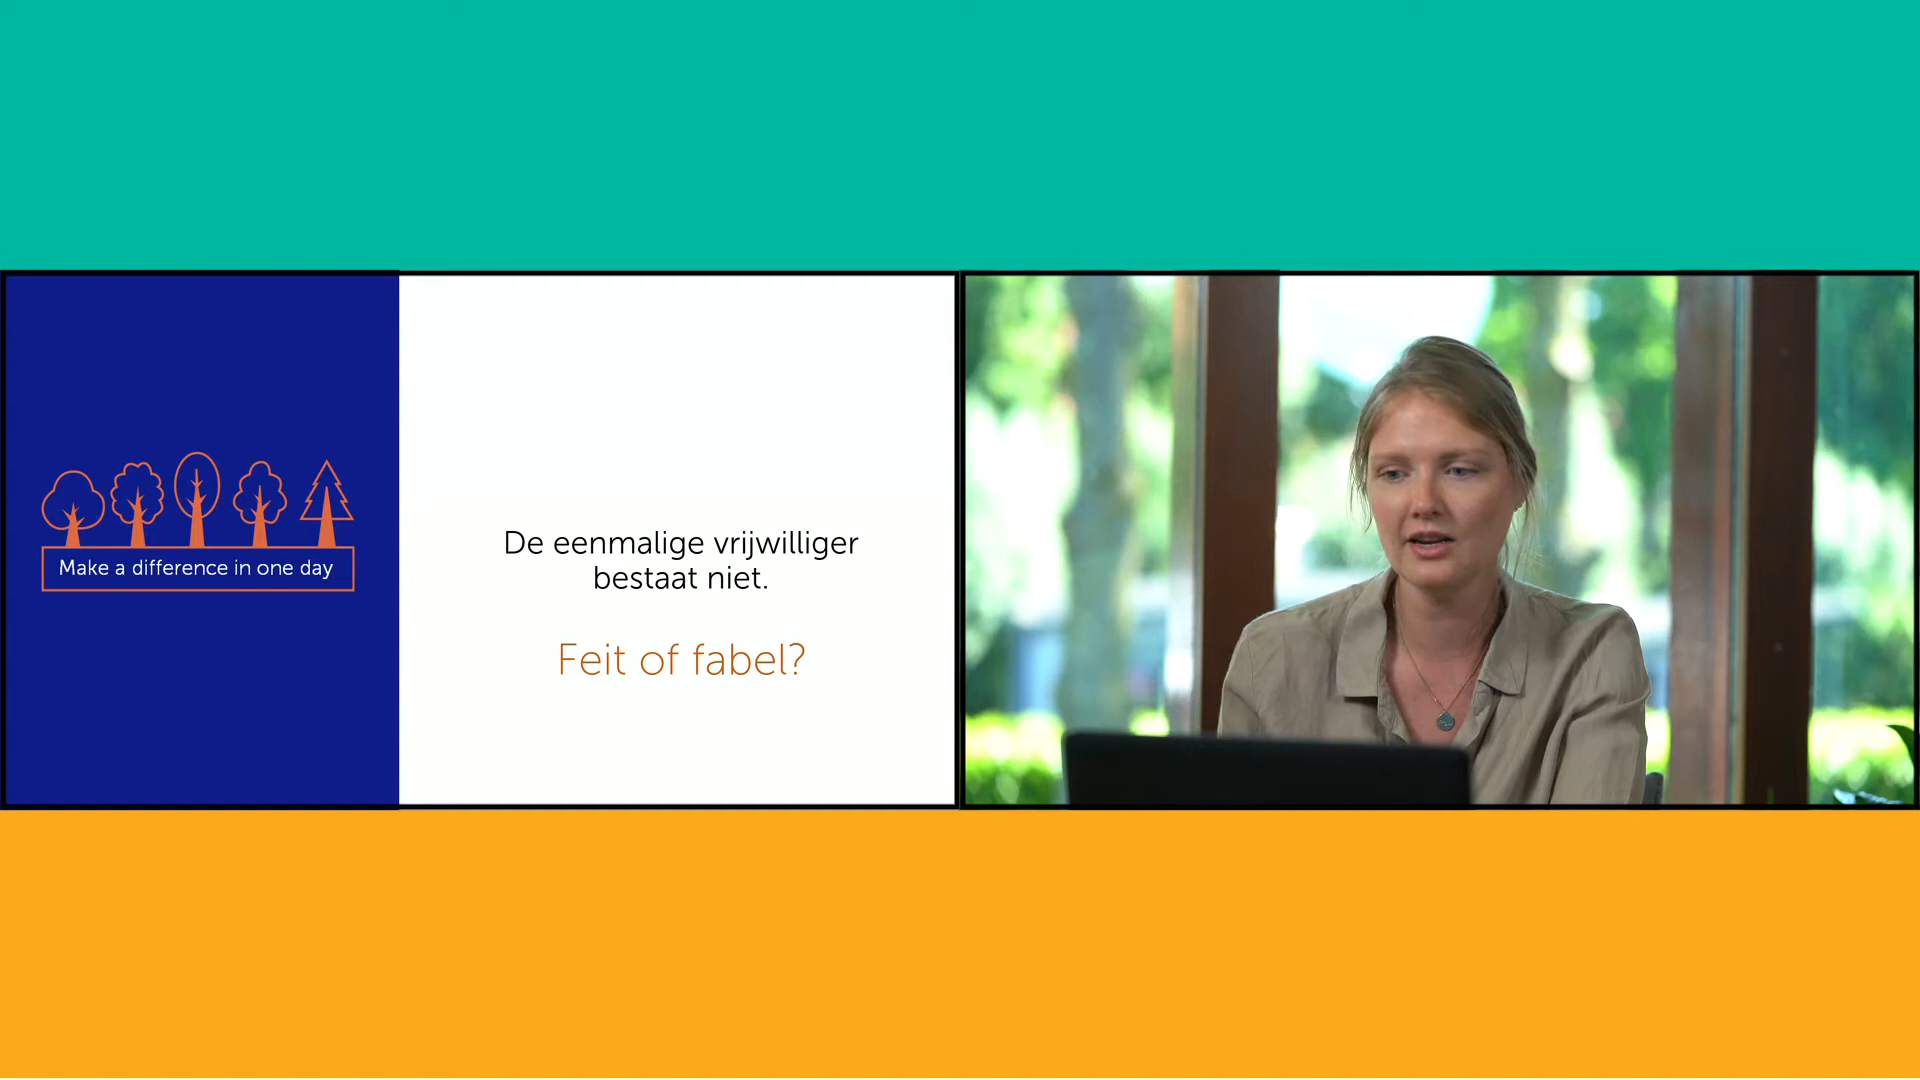 Make a difference in one day
De eenmalige vrijwilliger
bestaat niet.
Feit of fabel?